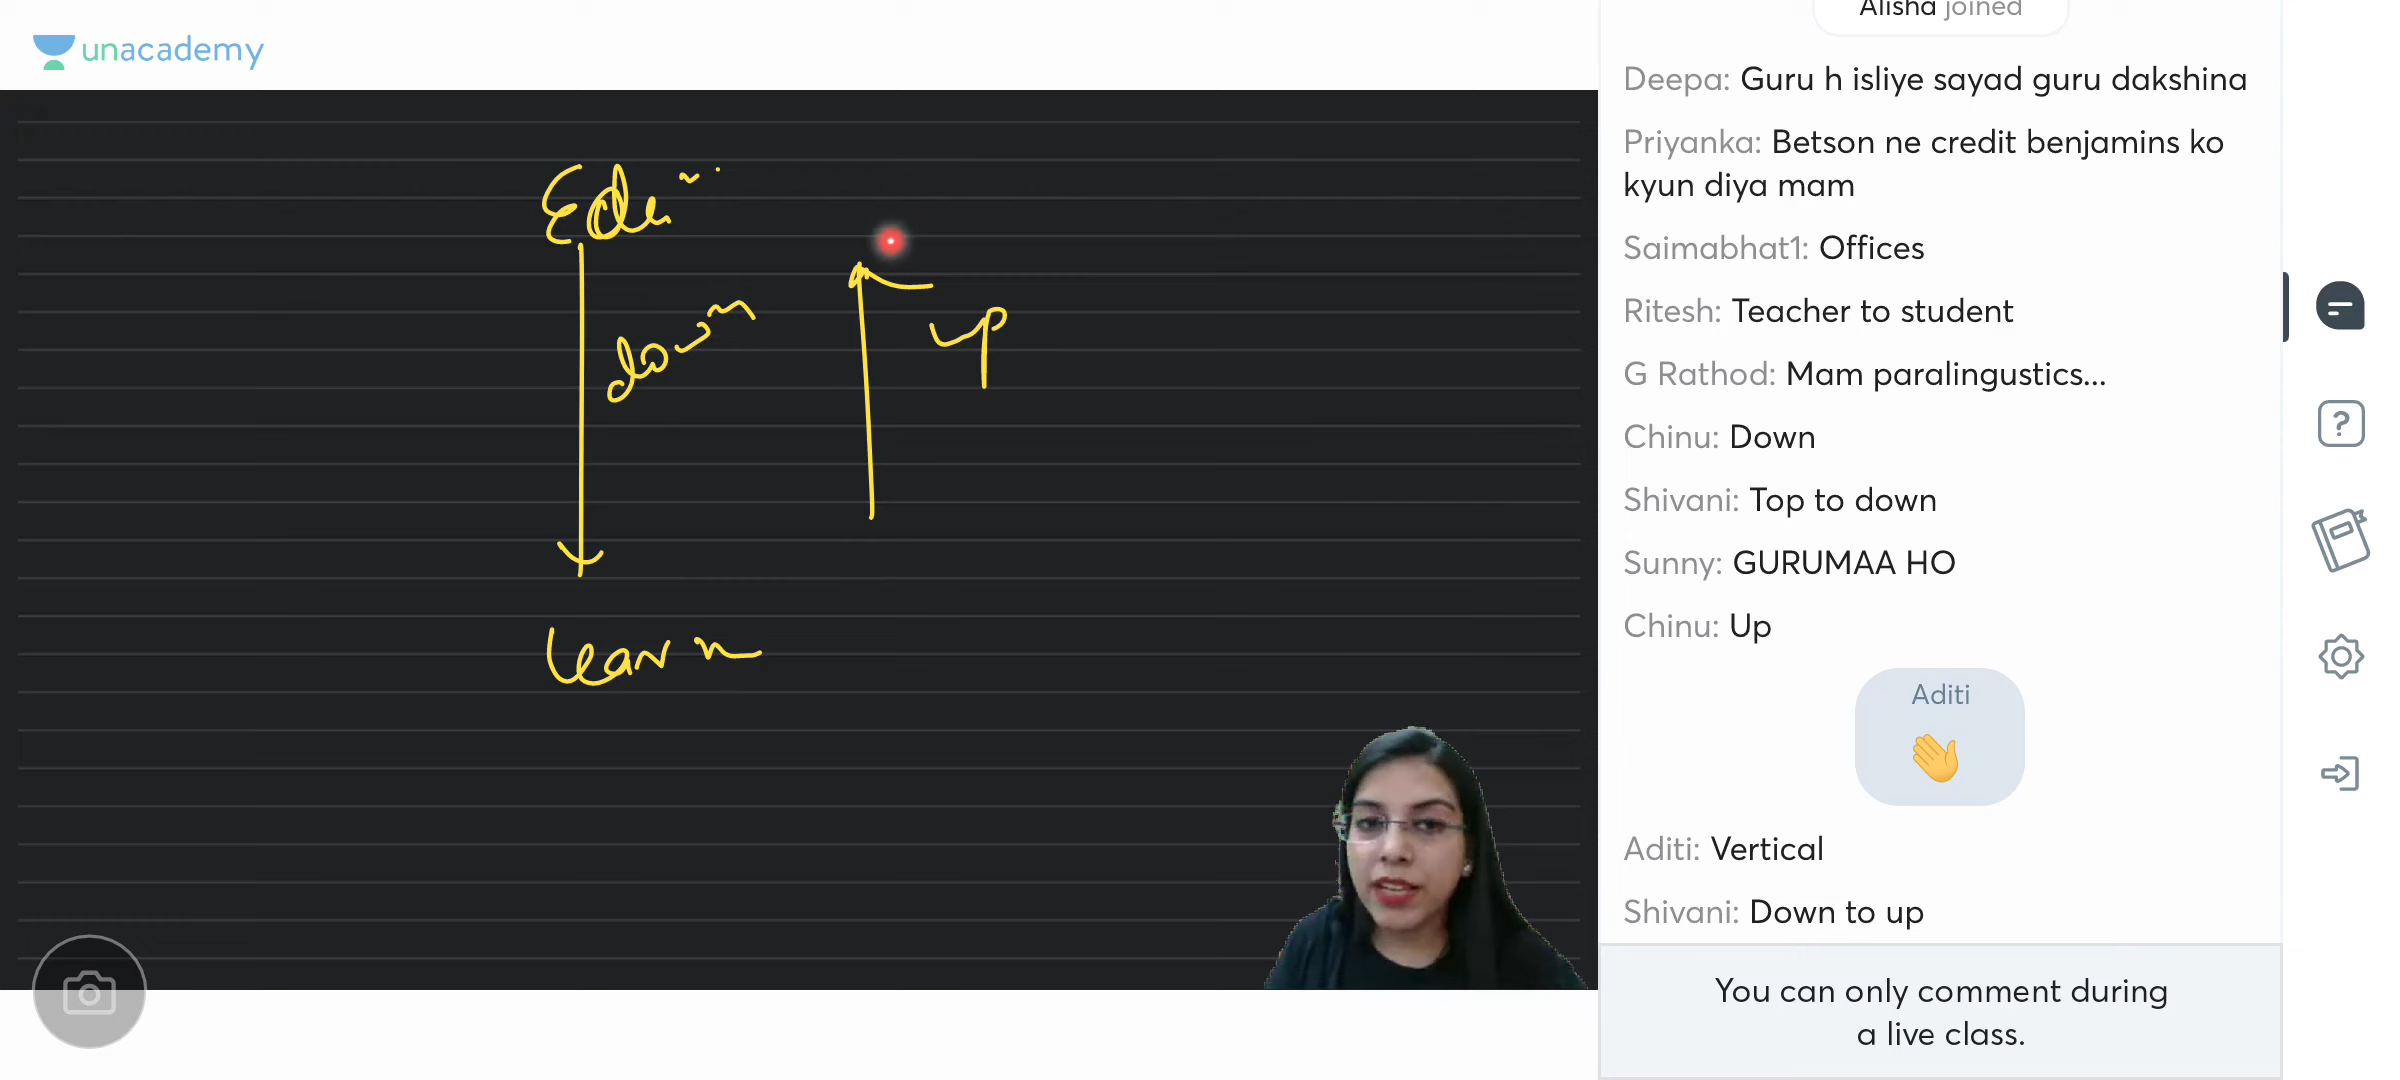 unacademy
Edu
down
up
learn
Alisha joined
Deepa: Guru h isliye sayad guru dakshina
Priyanka: Betson ne credit benjamins ko
kyun diya mam
Saimabhat1: Offices
Ritesh: Teacher to student
G Rathod: Mam paralingustics...
Chinu: Down
Shivani: Top to down
Sunny: GURUMAA HO
Chinu: Up
Aditi
Aditi: Vertical
Shivani: Down to up
You can only comment during
a live class.